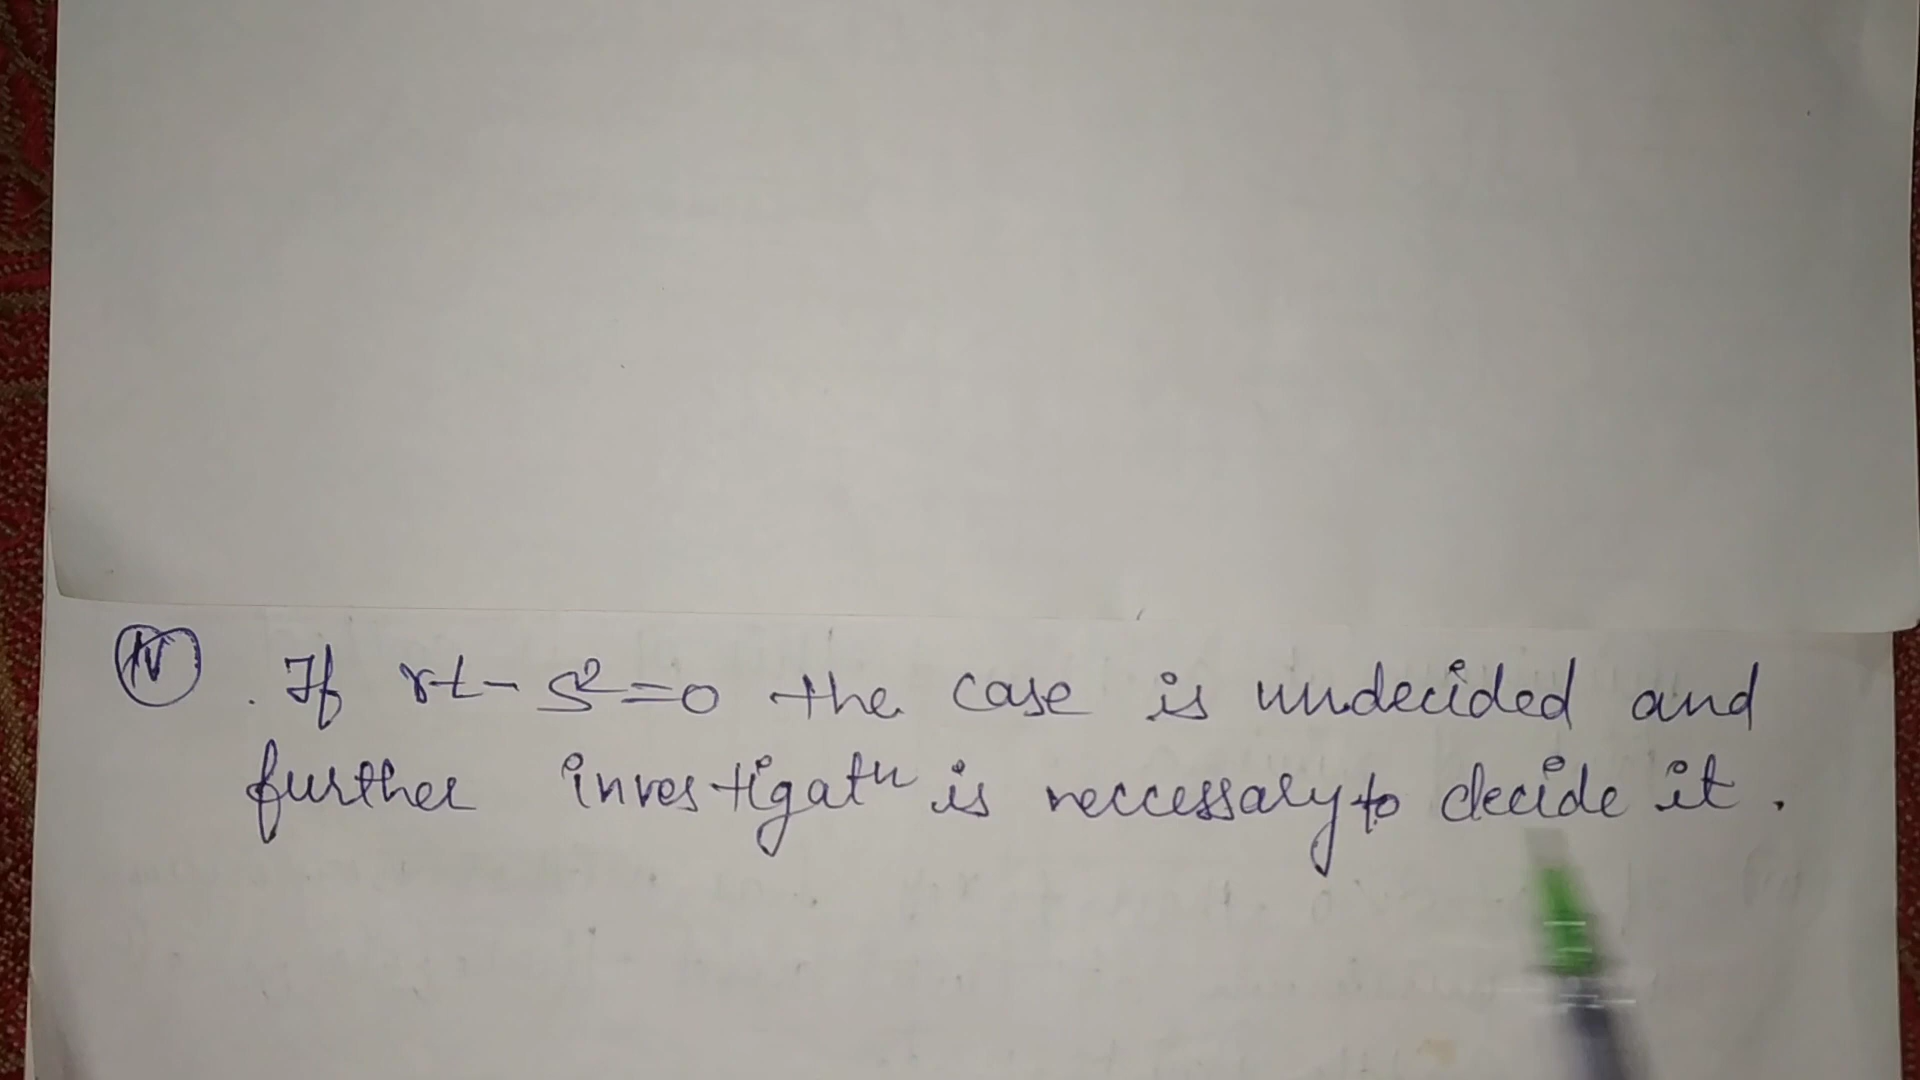 (IV). If rt - S²=0 the case is undecided and
further investigatⁿ is neccessary to decide it.